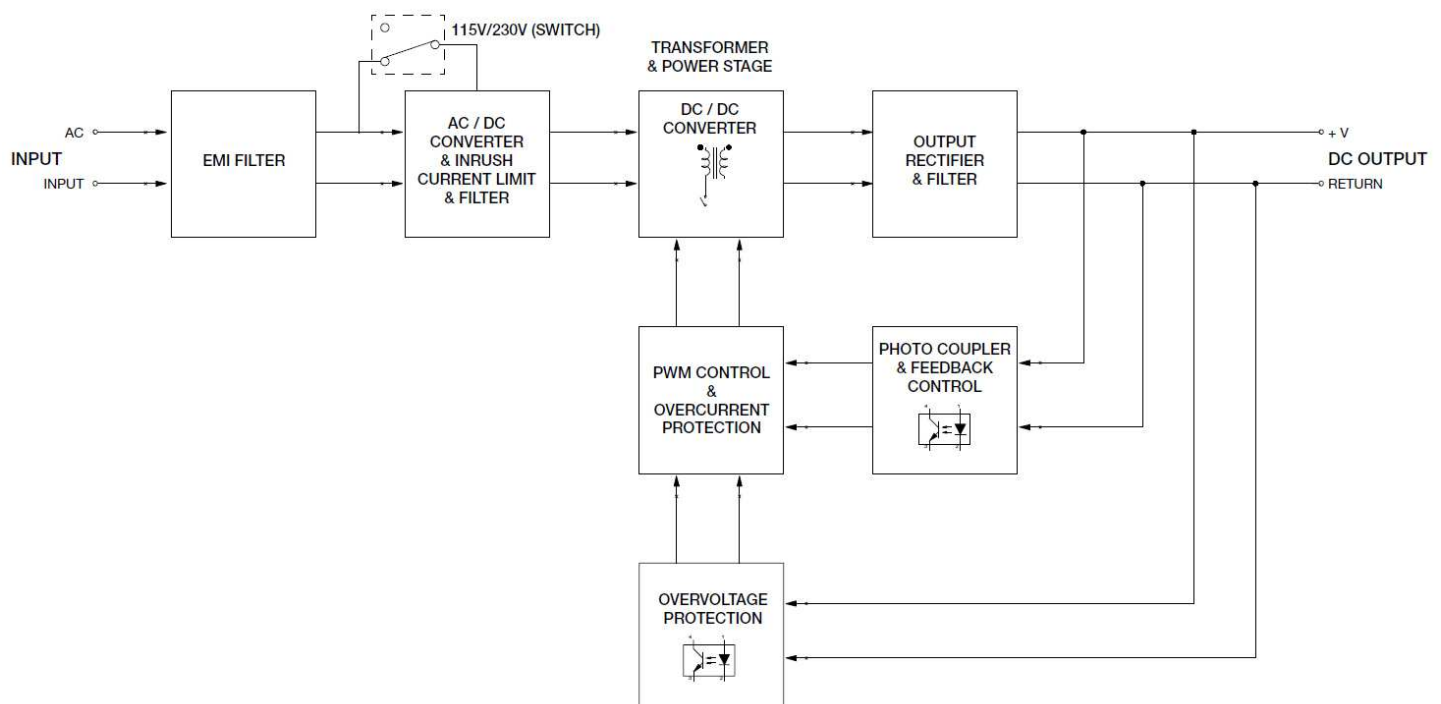 115V/230V (SWITCH)
TRANSFORMER
& POWER STAGE
INPUT
AC
INPUT
EMI FILTER
AC / DC
CONVERTER
& INRUSH
CURRENT LIMIT
& FILTER
DC / DC
CONVERTER
OUTPUT
RECTIFIER
& FILTER
+ V
DC OUTPUT
RETURN
PWM CONTROL
&
OVERCURRENT
PROTECTION
PHOTO COUPLER
& FEEDBACK
CONTROL
OVERVOLTAGE
PROTECTION